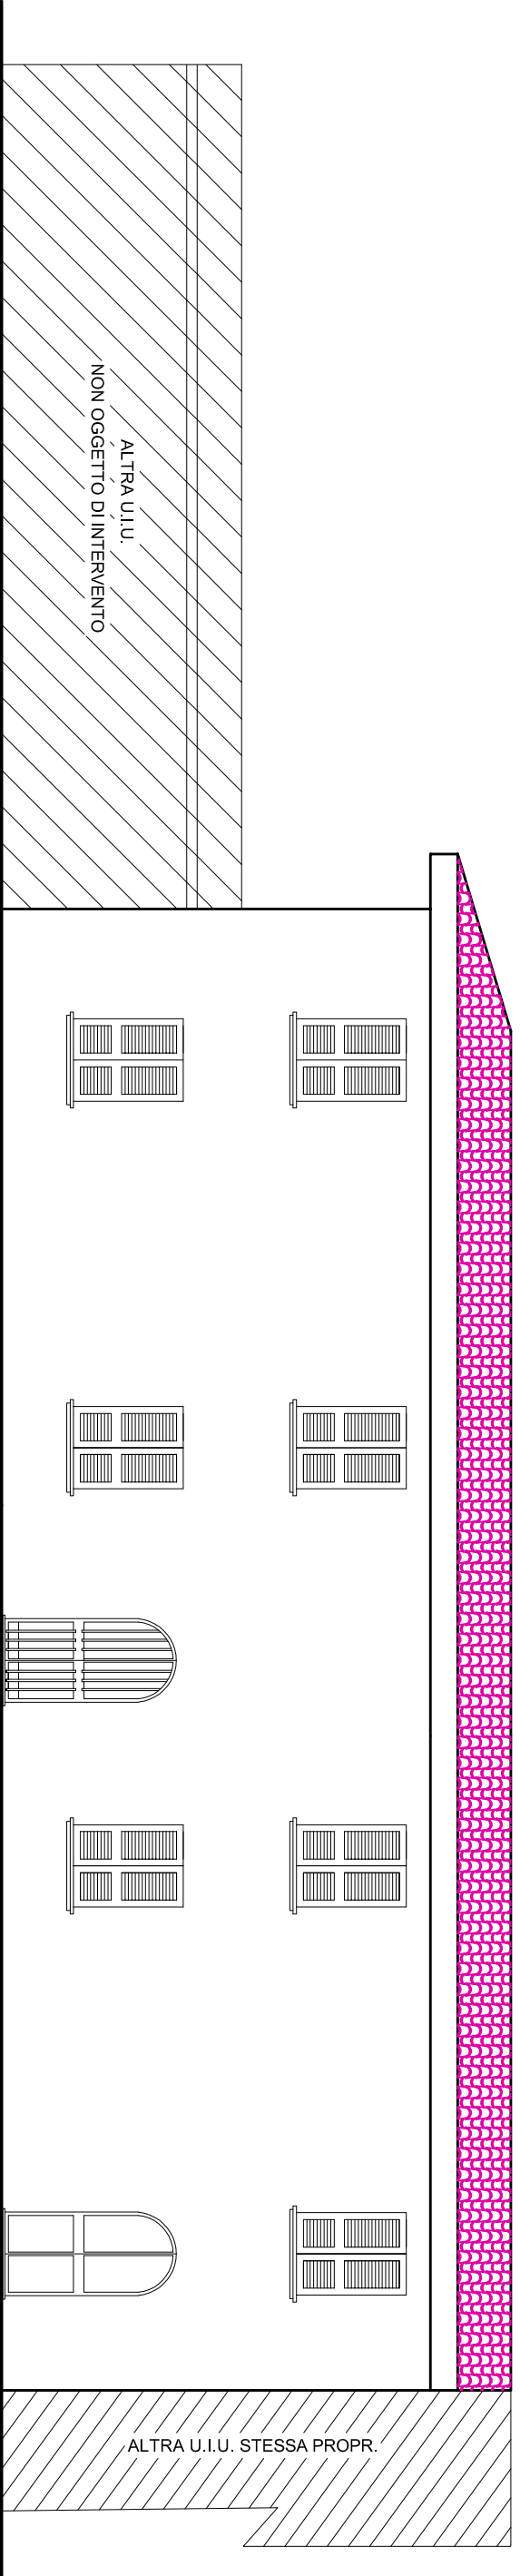 ALTRA U.I.U.
NON OGGETTO DI INTERVENTO
ALTRA U.I.U. STESSA PROPR.